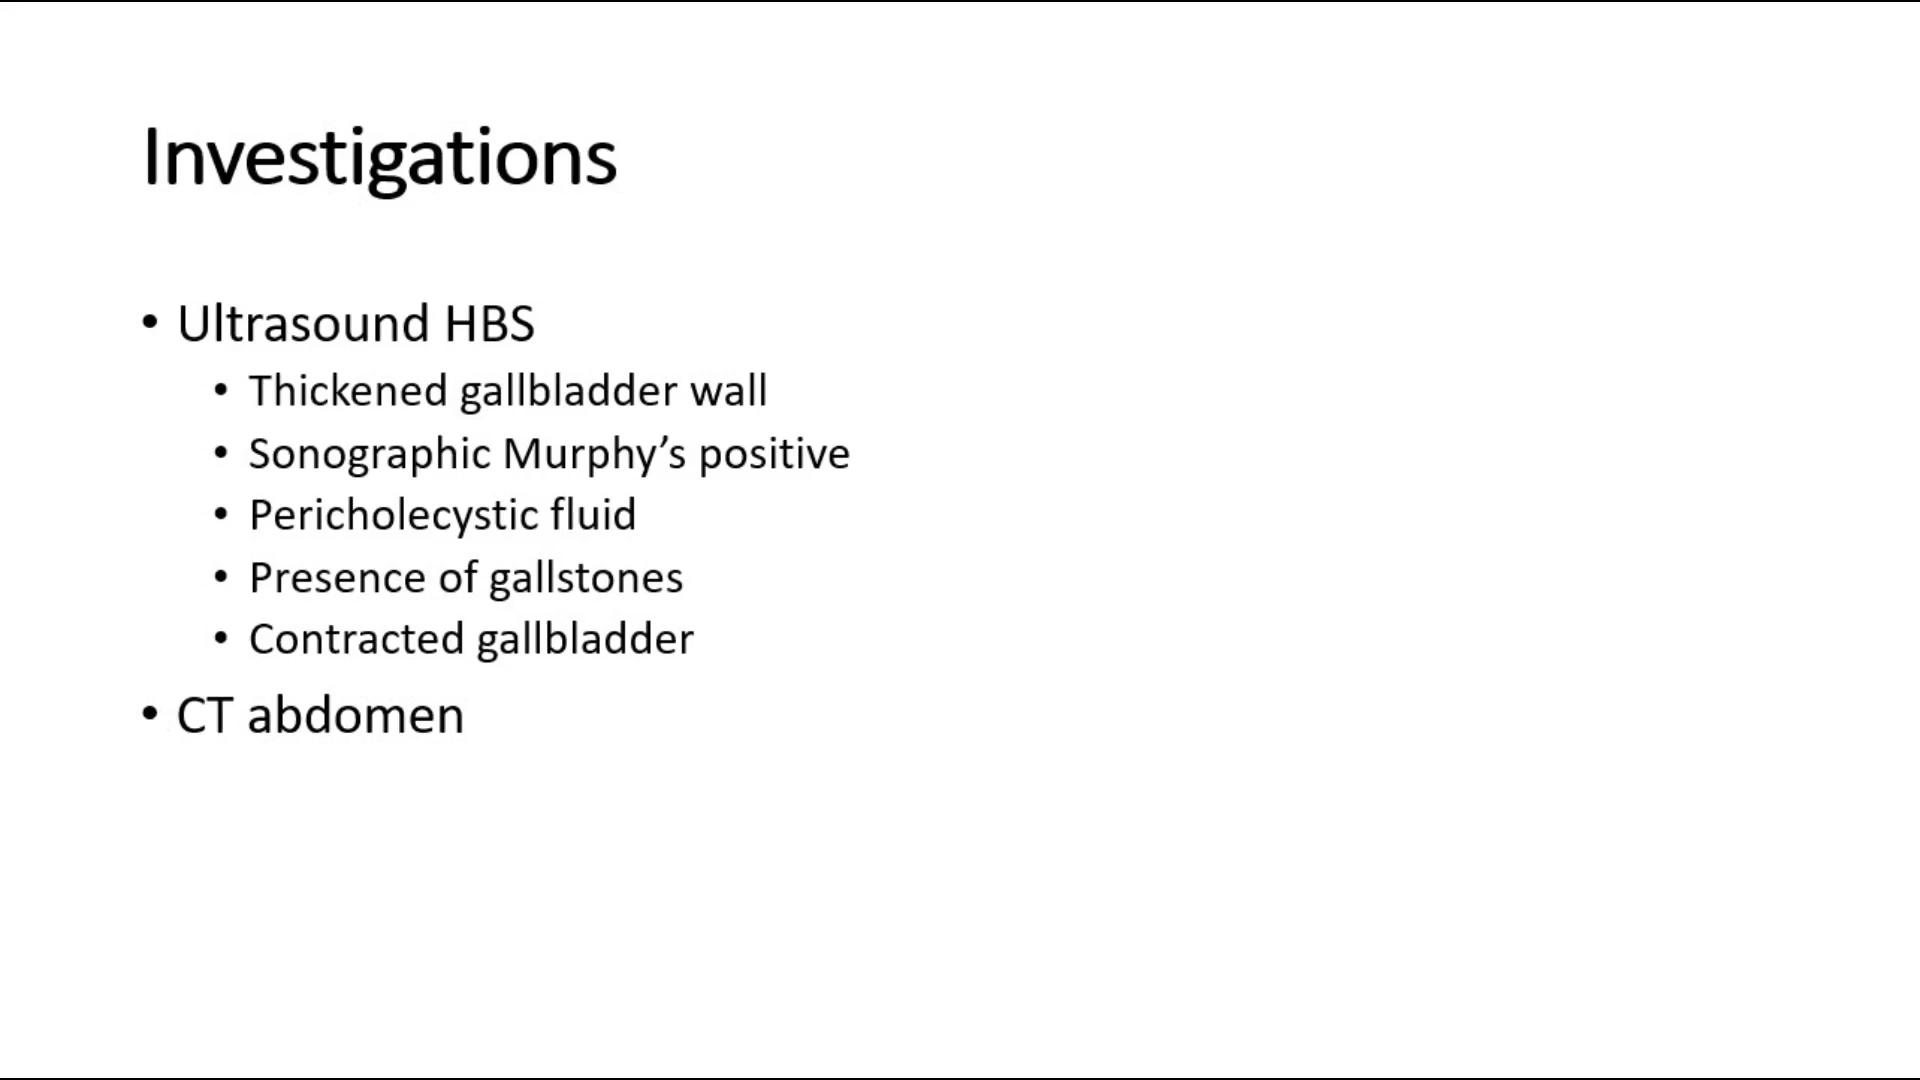 Investigations
• Ultrasound HBS
• Thickened gallbladder wall
• Sonographic Murphy’s positive
• Pericholecystic fluid
• Presence of gallstones
• Contracted gallbladder
• CT abdomen